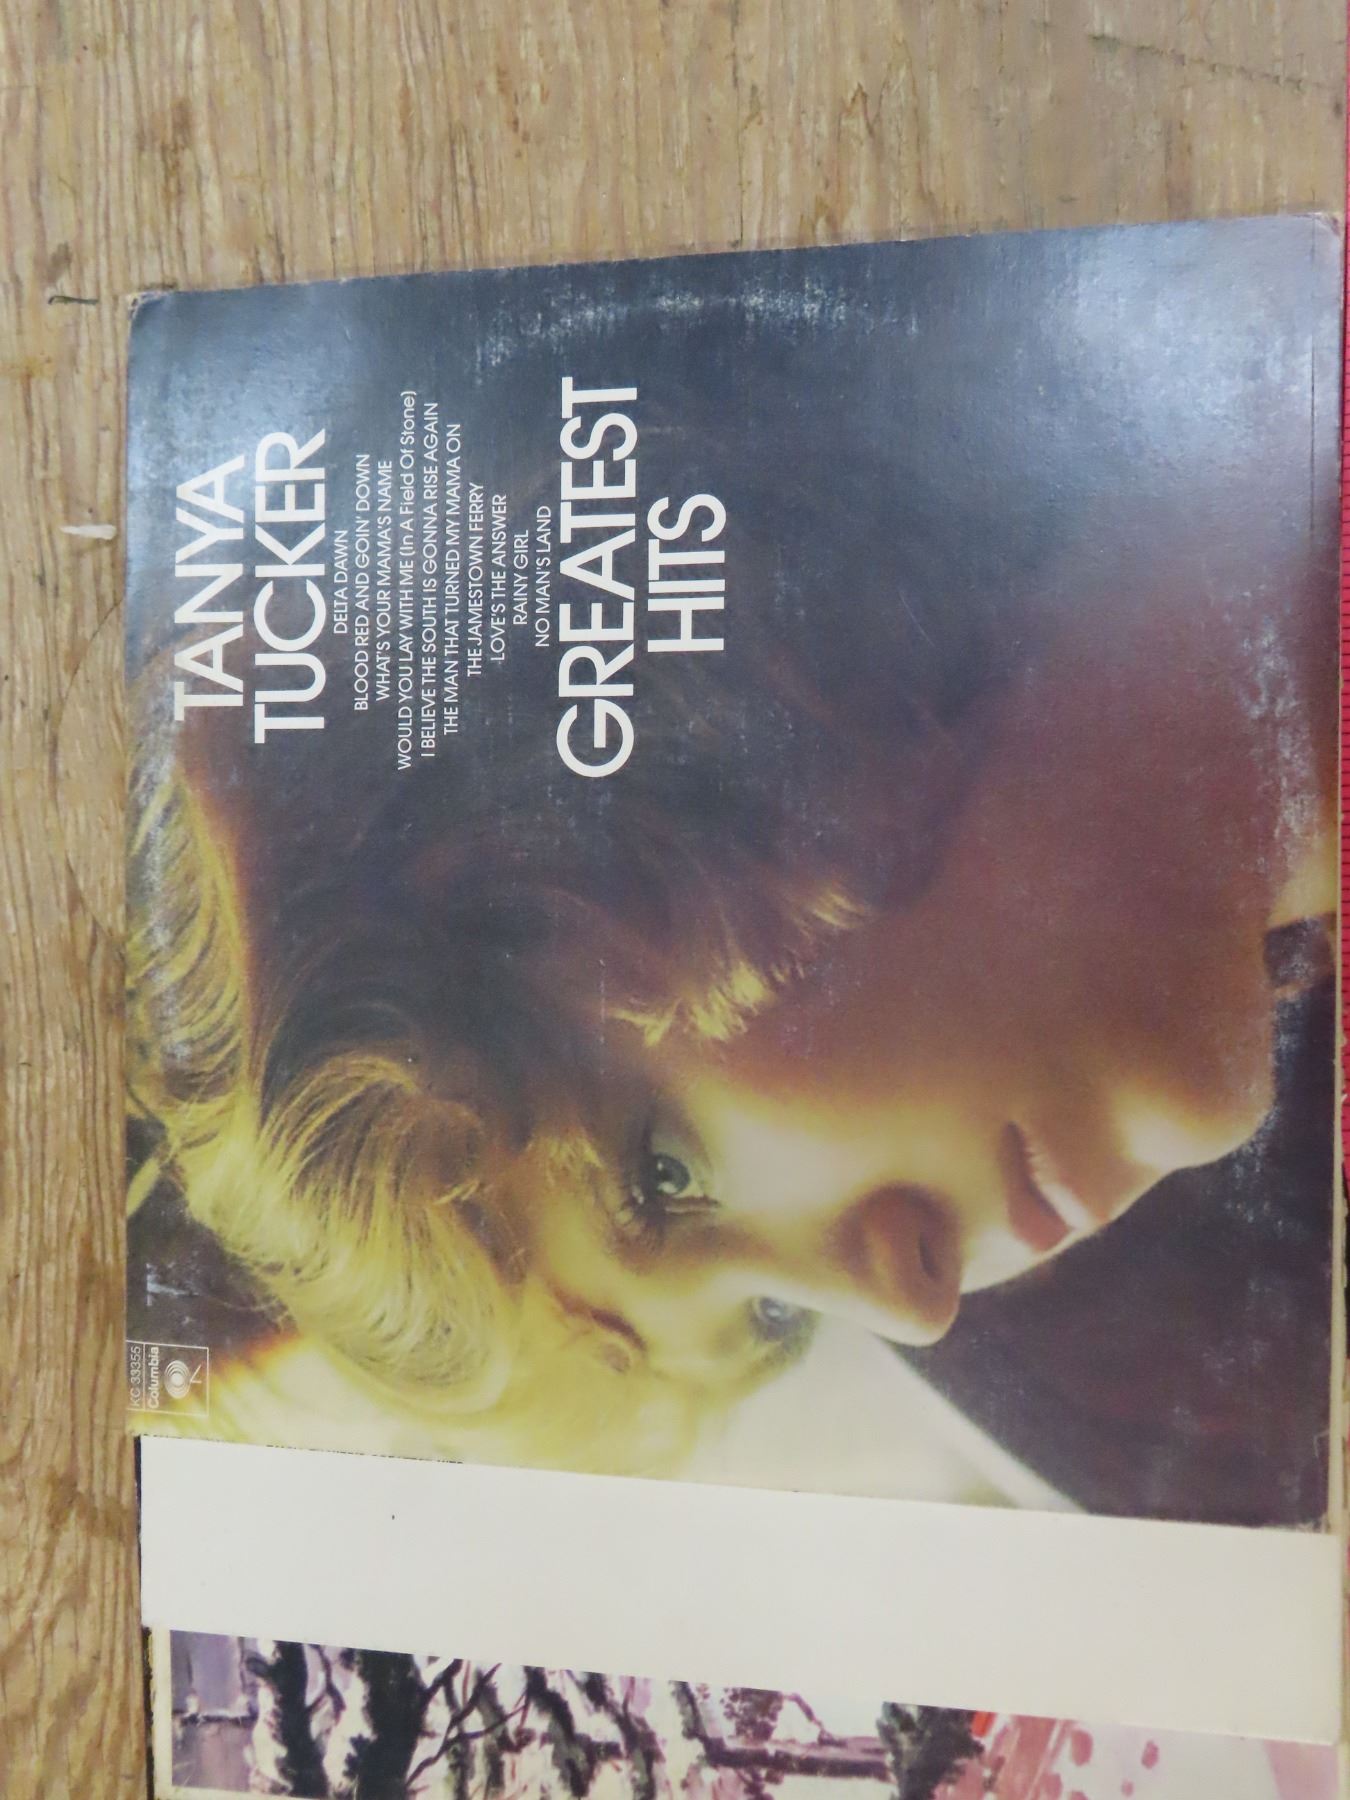 TANYA
TUCKER
DELTA DAWN
BLOOD RED AND GOIN' DOWN
WHAT'S YOUR MAMA'S NAME
WOULD YOU LAY WITH ME (In A Field Of Stone)
I BELIEVE THE SOUTH IS GONNA RISE AGAIN
THE MAN THAT TURNED MY MAMA ON
THE JAMESTOWN FERRY
LOVE'S THE ANSWER
RAINY GIRL
NO MAN'S LAND
GREATEST
HITS
KC 33355
Columbia